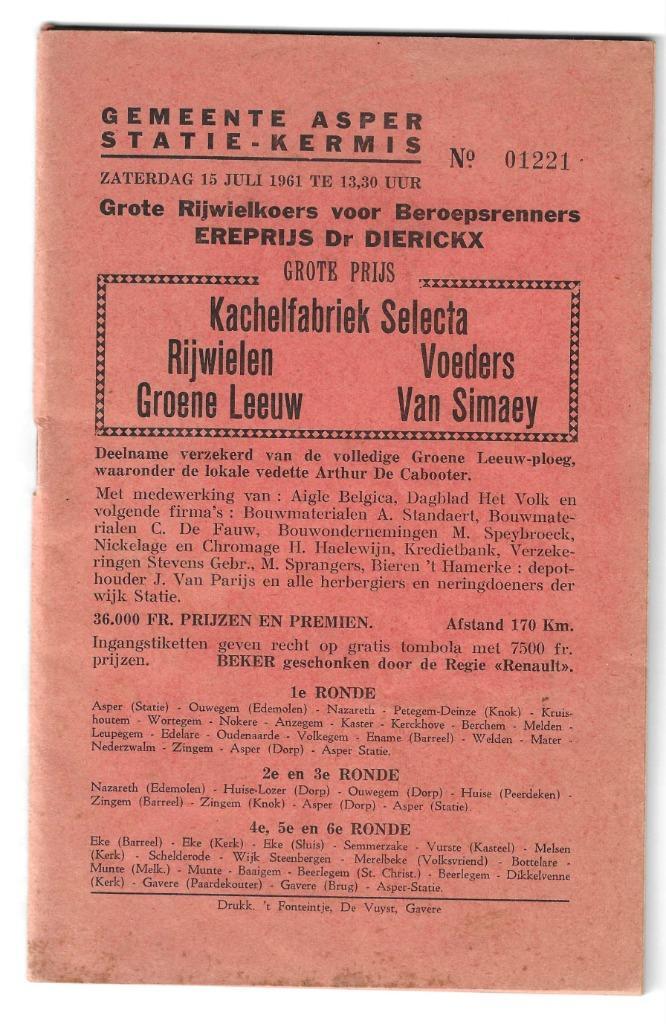 GEMEENTE ASPER
STATIE-KERMIS
Nº 01221
ZATERDAG 15 JULI 1961 TE 13,30 UUR
Grote Rijwielkoers voor Beroepsrenners
EREPRIJS Dr DIERICKX
GROTE PRIJS
Kachelfabriek Selecta
Rijwielen Voeders
Groene Leeuw Van Simaey
Deelname verzekerd van de volledige Groene Leeuw-ploeg,
waaronder de lokale vedette Arthur De Cabooter.
Met medewerking van : Aigle Belgica, Dagblad Het Volk en
volgende firma's : Bouwmaterialen A. Standaert, Bouwmate-
rialen C. De Fauw, Bouwondernemingen M. Speybroeck,
Nickelage en Chromage H. Haelewijn, Kredietbank, Verzeke-
ringen Stevens Gebr., M. Sprangers, Bieren 't Hamerke : depot-
houder J. Van Parijs en alle herbergiers en neringdoeners der
wijk Statie.
36.000 FR. PRIJZEN EN PREMIEN. Afstand 170 Km.
Ingangstiketten geven recht op gratis tombola met 7500 fr.
prijzen. BEKER geschonken door de Regie «Renault».
1e RONDE
Asper (Statie) - Ouwegem (Edemolen) - Nazareth - Petegem-Deinze (Knok) - Kruis-
houtem - Wortegem - Nokere - Anzegem - Kaster - Kerckhove - Berchem - Melden -
Leupegem - Edelare - Oudenaarde - Volkegem - Ename (Barreel) - Welden - Mater -
Nederzwalm - Zingem - Asper (Dorp) - Asper Statie.
2e en 3e RONDE
Nazareth (Edemolen) - Huise-Lozer (Dorp) - Ouwegem (Dorp) - Huise (Peerdeken) -
Zingem (Barreel) - Zingem (Knok) - Asper (Dorp) - Asper (Statie).
4e, 5e en 6e RONDE
Eke (Barreel) - Eke (Kerk) - Eke (Sluis) - Semmerzake - Vurste (Kasteel) - Melsen
(Kerk) - Schelderode - Wijk Steenbergen - Merelbeke (Volksvriend) - Bottelare -
Munte (Melk.) - Munte - Baaigem - Beerlegem (St. Christ.) - Beerlegem - Dikkelvenne
(Kerk) - Gavere (Paardekouter) - Gavere (Brug) - Asper-Statie.
Drukk. 't Fonteintje, De Vuyst, Gavere